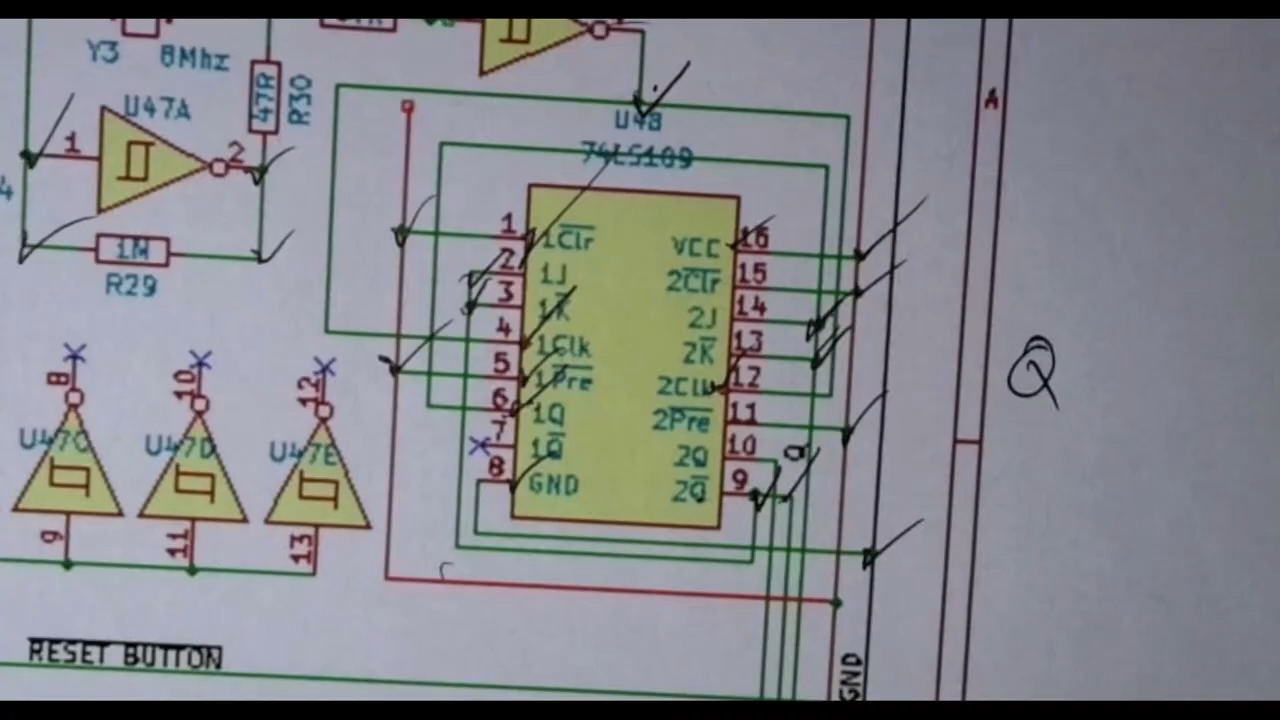 Y3
8Mhz
47R
R30
U47A
1
2
4
1M
R29
U48
74LS109
1
1Clr
2
1J
3
1K
4
1Clk
5
1Pre
6
1Q
7
1Q
8
GND
VCC
16
2Clr
15
2J
14
2K
13
2Clk
12
2Pre
11
2Q
10
2Q
9
8
U47C
9
10
U47D
11
12
U47E
13
RESET BUTTON
GND
A
Q